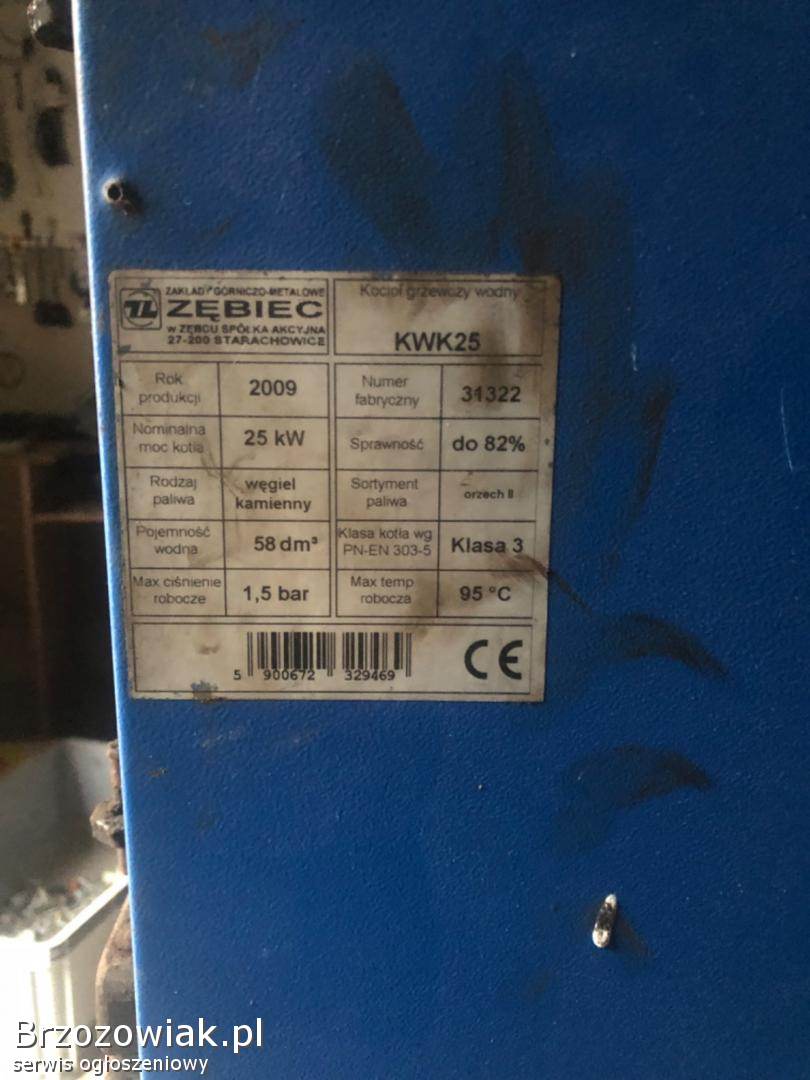 ZAKŁADY GÓRNICZO-METALOWE
ZĘBIEC
w ZĘBCU SPÓŁKA AKCYJNA
27-200 STARACHOWICE
Kocioł grzewczy wodny
KWK25
Rok produkcji
2009
Numer fabryczny
31322
Nominalna moc kotła
25 kW
Sprawność
do 82%
Rodzaj paliwa
węgiel kamienny
Sortyment paliwa
orzech II
Pojemność wodna
58 dm³
Klasa kotła wg PN-EN 303-5
Klasa 3
Max ciśnienie robocze
1,5 bar
Max temp robocza
95 °C
5 900672 329469
CE
Brzozowiak.pl
serwis ogłoszeniowy